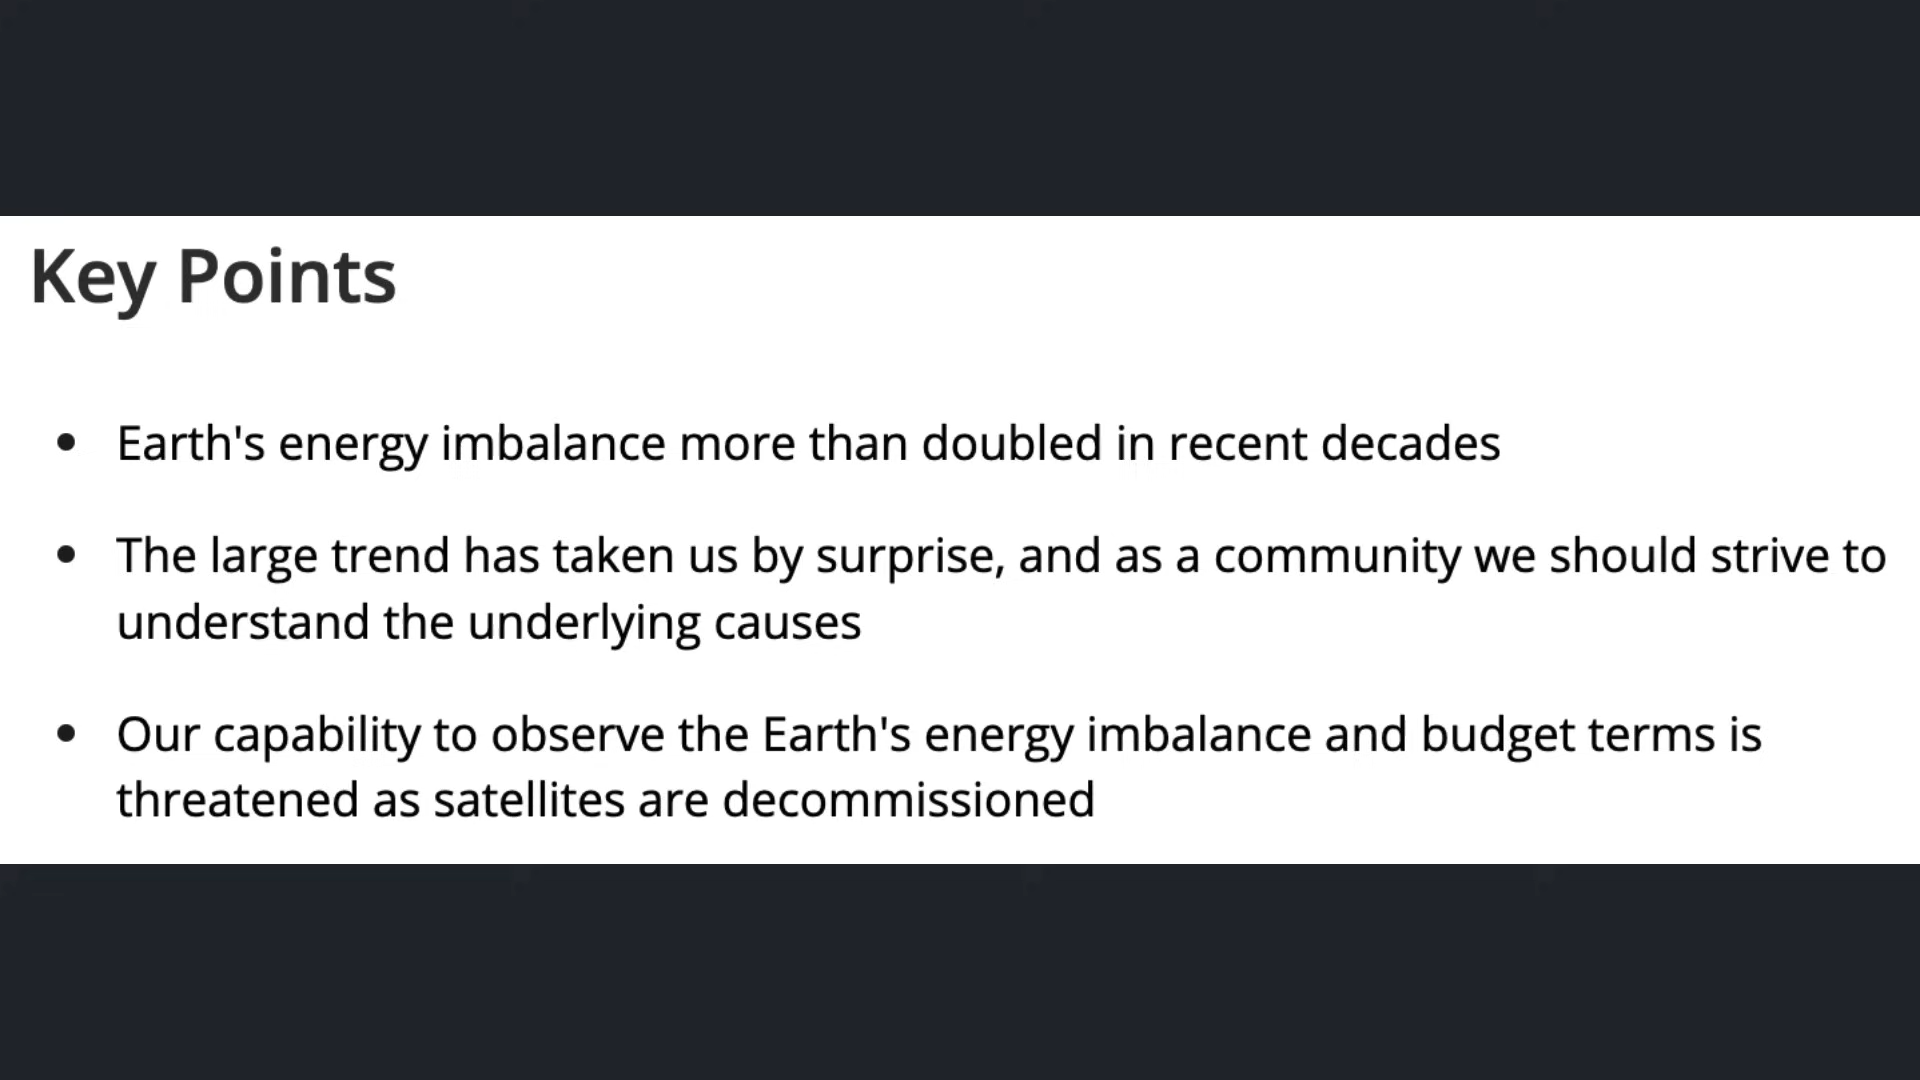 Key Points
• Earth's energy imbalance more than doubled in recent decades
• The large trend has taken us by surprise, and as a community we should strive to
understand the underlying causes
• Our capability to observe the Earth's energy imbalance and budget terms is
threatened as satellites are decommissioned